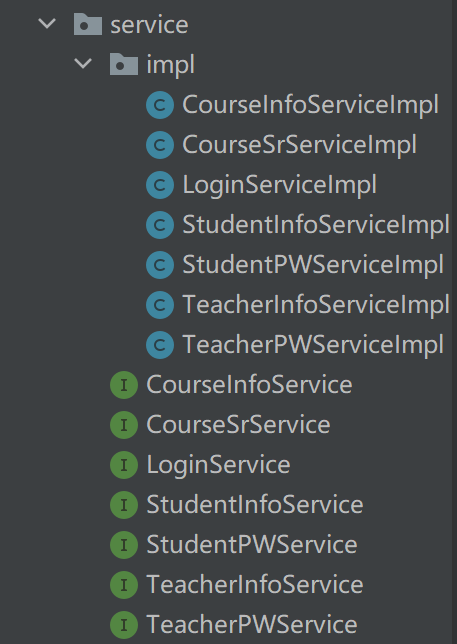 service
impl
C CourseInfoServiceImpl
C CourseSrServiceImpl
C LoginServiceImpl
C StudentInfoServiceImpl
C StudentPWServiceImpl
C TeacherInfoServiceImpl
C TeacherPWServiceImpl
I CourseInfoService
I CourseSrService
I LoginService
I StudentInfoService
I StudentPWService
I TeacherInfoService
I TeacherPWService